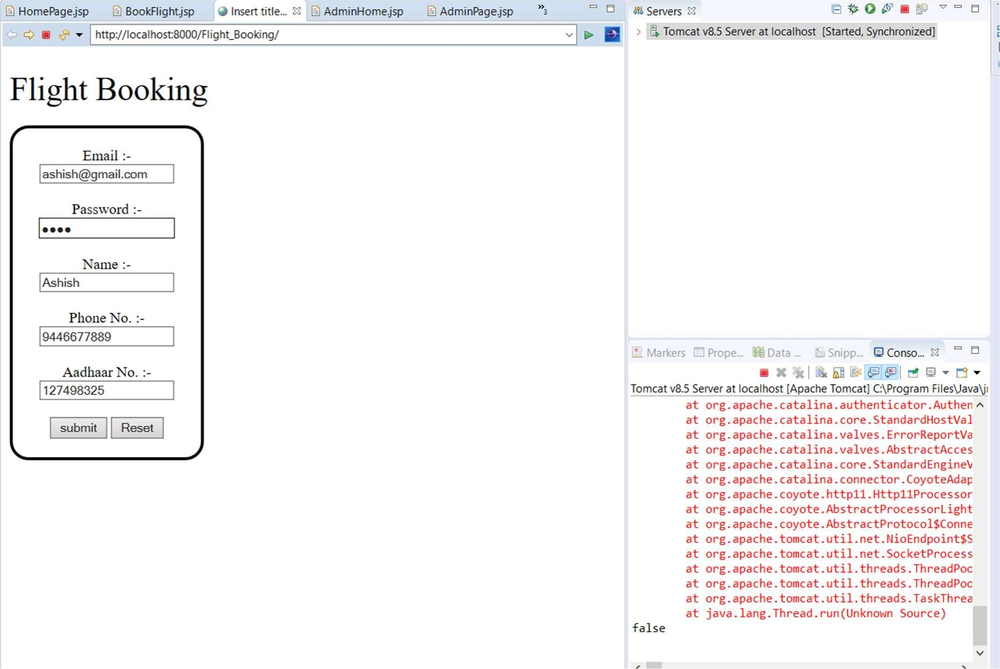 HomePage.jsp BookFlight.jsp Insert title... AdminHome.jsp AdminPage.jsp »3
http://localhost:8000/Flight_Booking/
Flight Booking
Email :-
ashish@gmail.com
Password :-
••••
Name :-
Ashish
Phone No. :-
9446677889
Aadhaar No. :-
127498325
submit Reset
Servers
Tomcat v8.5 Server at localhost [Started, Synchronized]
Markers Prope... Data ... Snipp... Conso...
Tomcat v8.5 Server at localhost [Apache Tomcat] C:\Program Files\Java\j
at org.apache.catalina.authenticator.Authen
at org.apache.catalina.core.StandardHostVal
at org.apache.catalina.valves.ErrorReportVa
at org.apache.catalina.valves.AbstractAcces
at org.apache.catalina.core.StandardEngineV
at org.apache.catalina.connector.CoyoteAdap
at org.apache.coyote.http11.Http11Processor
at org.apache.coyote.AbstractProcessorLight
at org.apache.coyote.AbstractProtocol$Conne
at org.apache.tomcat.util.net.NioEndpoint$S
at org.apache.tomcat.util.net.SocketProcess
at org.apache.tomcat.util.threads.ThreadPoo
at org.apache.tomcat.util.threads.ThreadPoo
at org.apache.tomcat.util.threads.TaskThrea
at java.lang.Thread.run(Unknown Source)
false